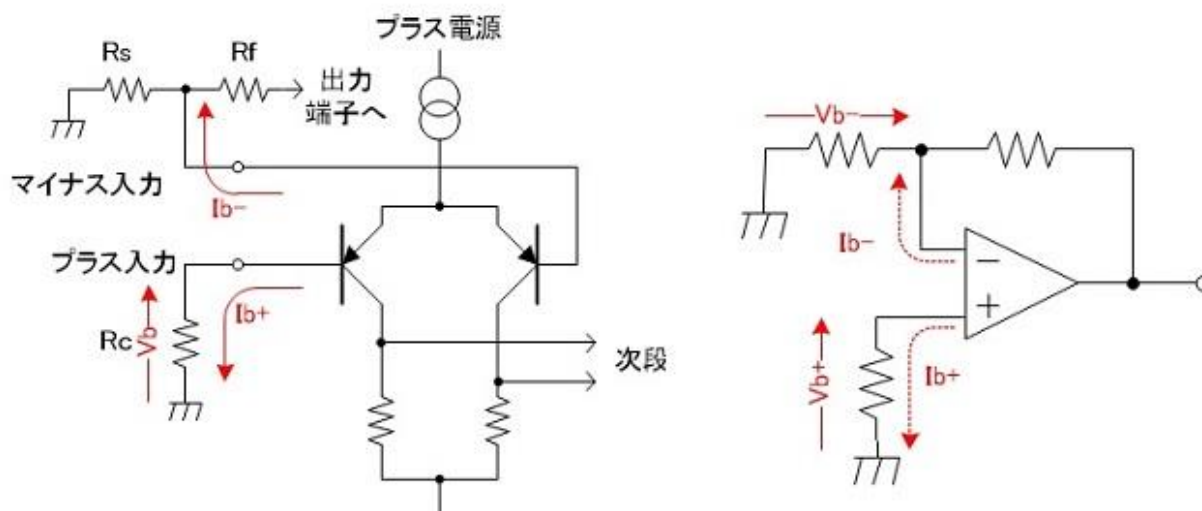 プラス電源
Rs
Rf
出力
端子へ
マイナス入力
Ib−
プラス入力
Ib+
Rc
Vb
次段
Vb−
Ib−
−
+
Vb+
Ib+